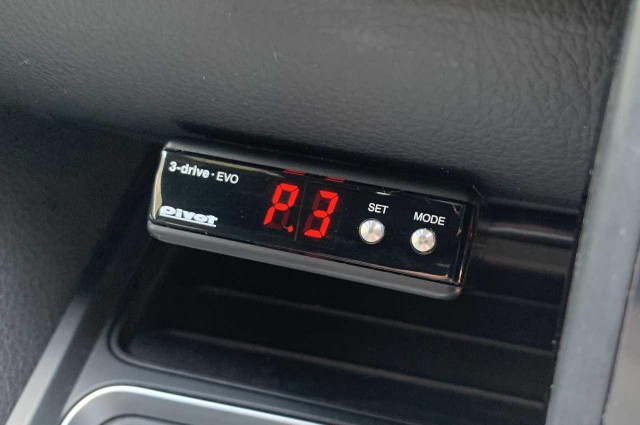 3-drive・EVO
Pivot
P.3
SET
MODE